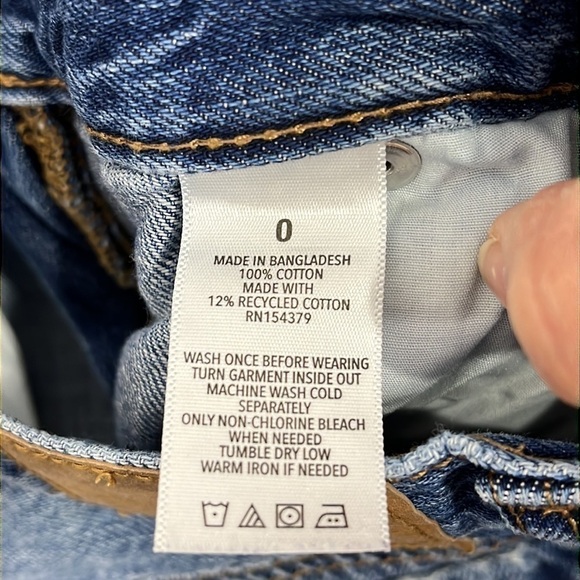 0
MADE IN BANGLADESH
100% COTTON
MADE WITH
12% RECYCLED COTTON
RN154379
WASH ONCE BEFORE WEARING
TURN GARMENT INSIDE OUT
MACHINE WASH COLD
SEPARATELY
ONLY NON-CHLORINE BLEACH
WHEN NEEDED
TUMBLE DRY LOW
WARM IRON IF NEEDED